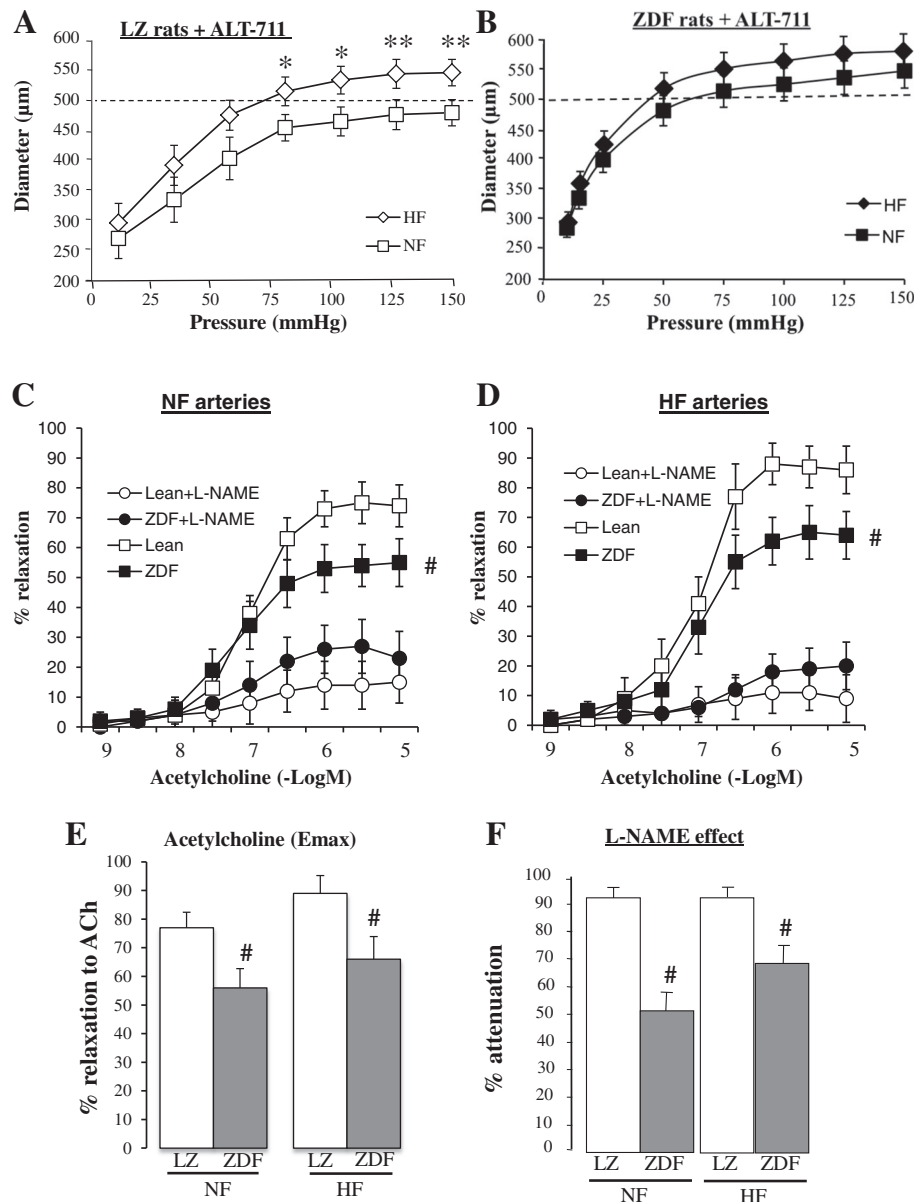 A
LZ rats + ALT-711
600
550
500
450
400
350
300
250
200
* * ** **
Diameter (µm)
HF
NF
0 25 50 75 100 125 150
Pressure (mmHg)
B
ZDF rats + ALT-711
600
550
500
450
400
350
300
250
200
Diameter (µm)
HF
NF
0 25 50 75 100 125 150
Pressure (mmHg)
C
NF arteries
100
90
80
70
60
50
40
30
20
10
0
% relaxation
Lean+L-NAME
ZDF+L-NAME
Lean
ZDF
#
9 8 7 6 5
Acetylcholine (-LogM)
D
HF arteries
100
90
80
70
60
50
40
30
20
10
0
% relaxation
Lean+L-NAME
ZDF+L-NAME
Lean
ZDF
#
9 8 7 6 5
Acetylcholine (-LogM)
E
Acetylcholine (Emax)
100
90
80
70
60
50
40
30
20
10
0
% relaxation to ACh
# #
LZ ZDF LZ ZDF
NF HF
F
L-NAME effect
100
90
80
70
60
50
40
30
20
10
0
% attenuation
# #
LZ ZDF LZ ZDF
NF HF